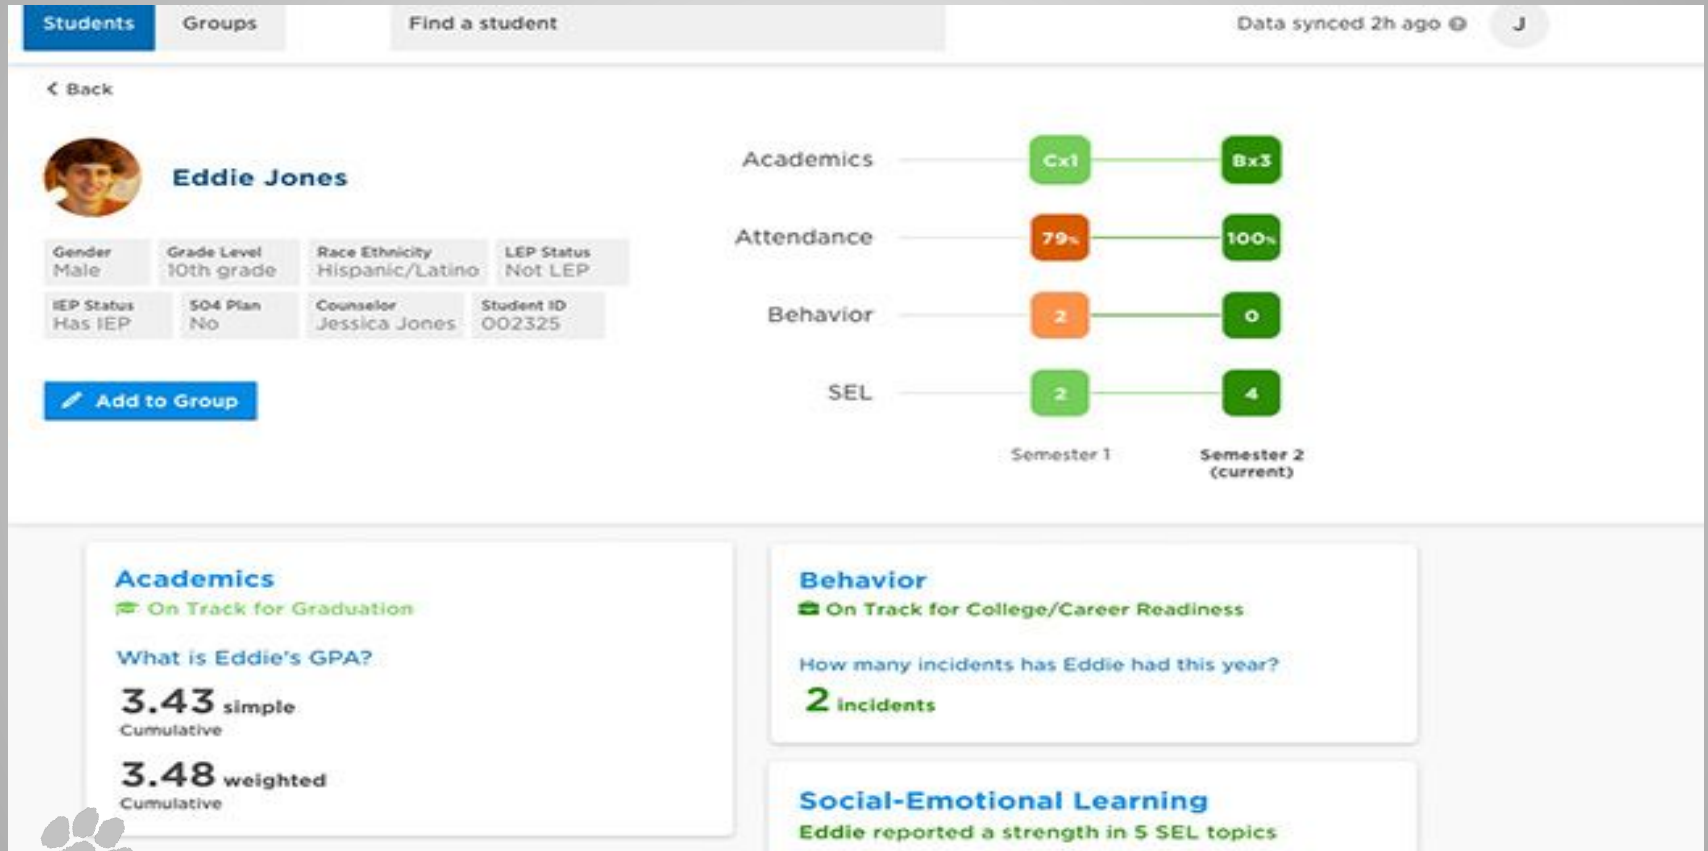 Students Groups Find a student Data synced 2h ago J
Back
Eddie Jones
Gender Grade Level Race Ethnicity LEP Status
Male 10th grade Hispanic/Latino Not LEP
IEP Status 504 Plan Counselor Student ID
Has IEP No Jessica Jones 002325
Add to Group
Academics Cx1 Bx3
Attendance 79% 100%
Behavior 2 0
SEL 2 4
Semester 1 Semester 2
(current)
Academics
On Track for Graduation
What is Eddie's GPA?
3.43 simple
Cumulative
3.48 weighted
Cumulative
Behavior
On Track for College/Career Readiness
How many incidents has Eddie had this year?
2 incidents
Social-Emotional Learning
Eddie reported a strength in 5 SEL topics